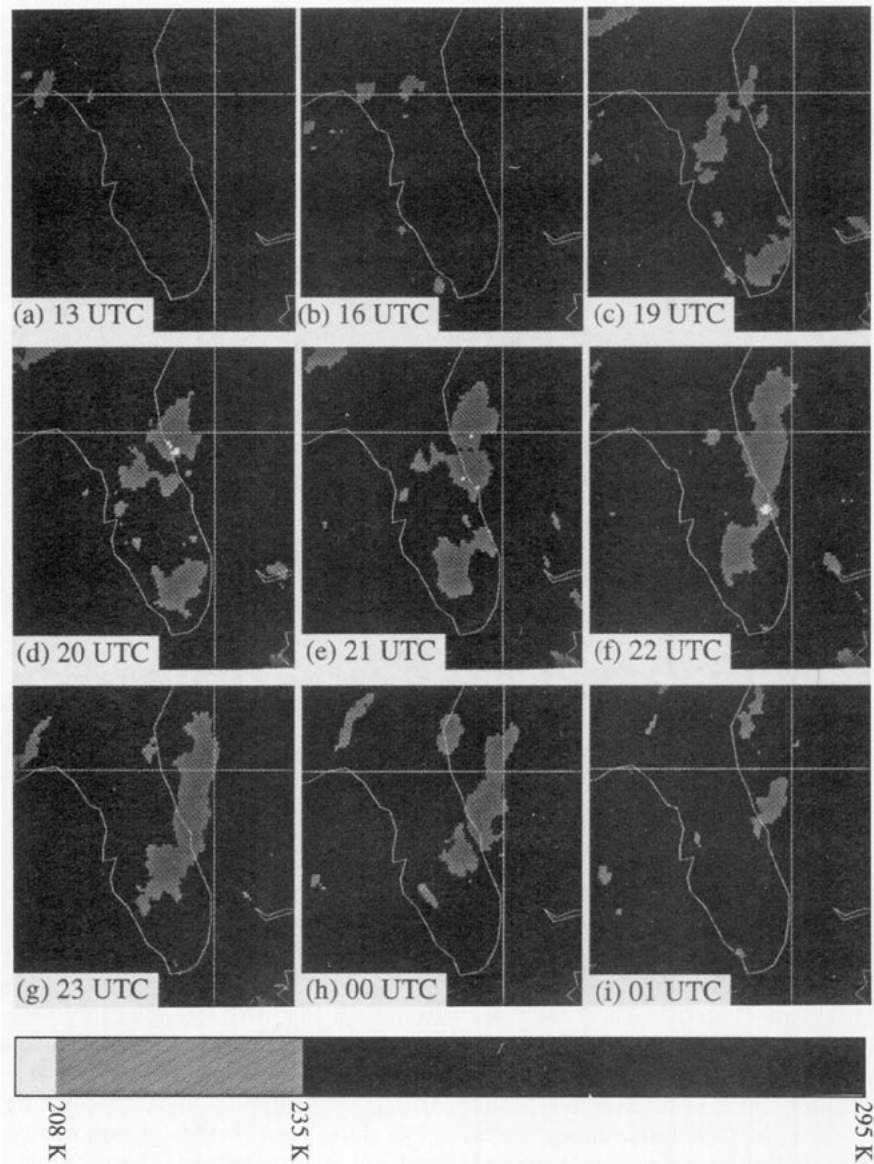 (a) 13 UTC
(b) 16 UTC
(c) 19 UTC
(d) 20 UTC
(e) 21 UTC
(f) 22 UTC
(g) 23 UTC
(h) 00 UTC
(i) 01 UTC
208 K
235 K
295 K